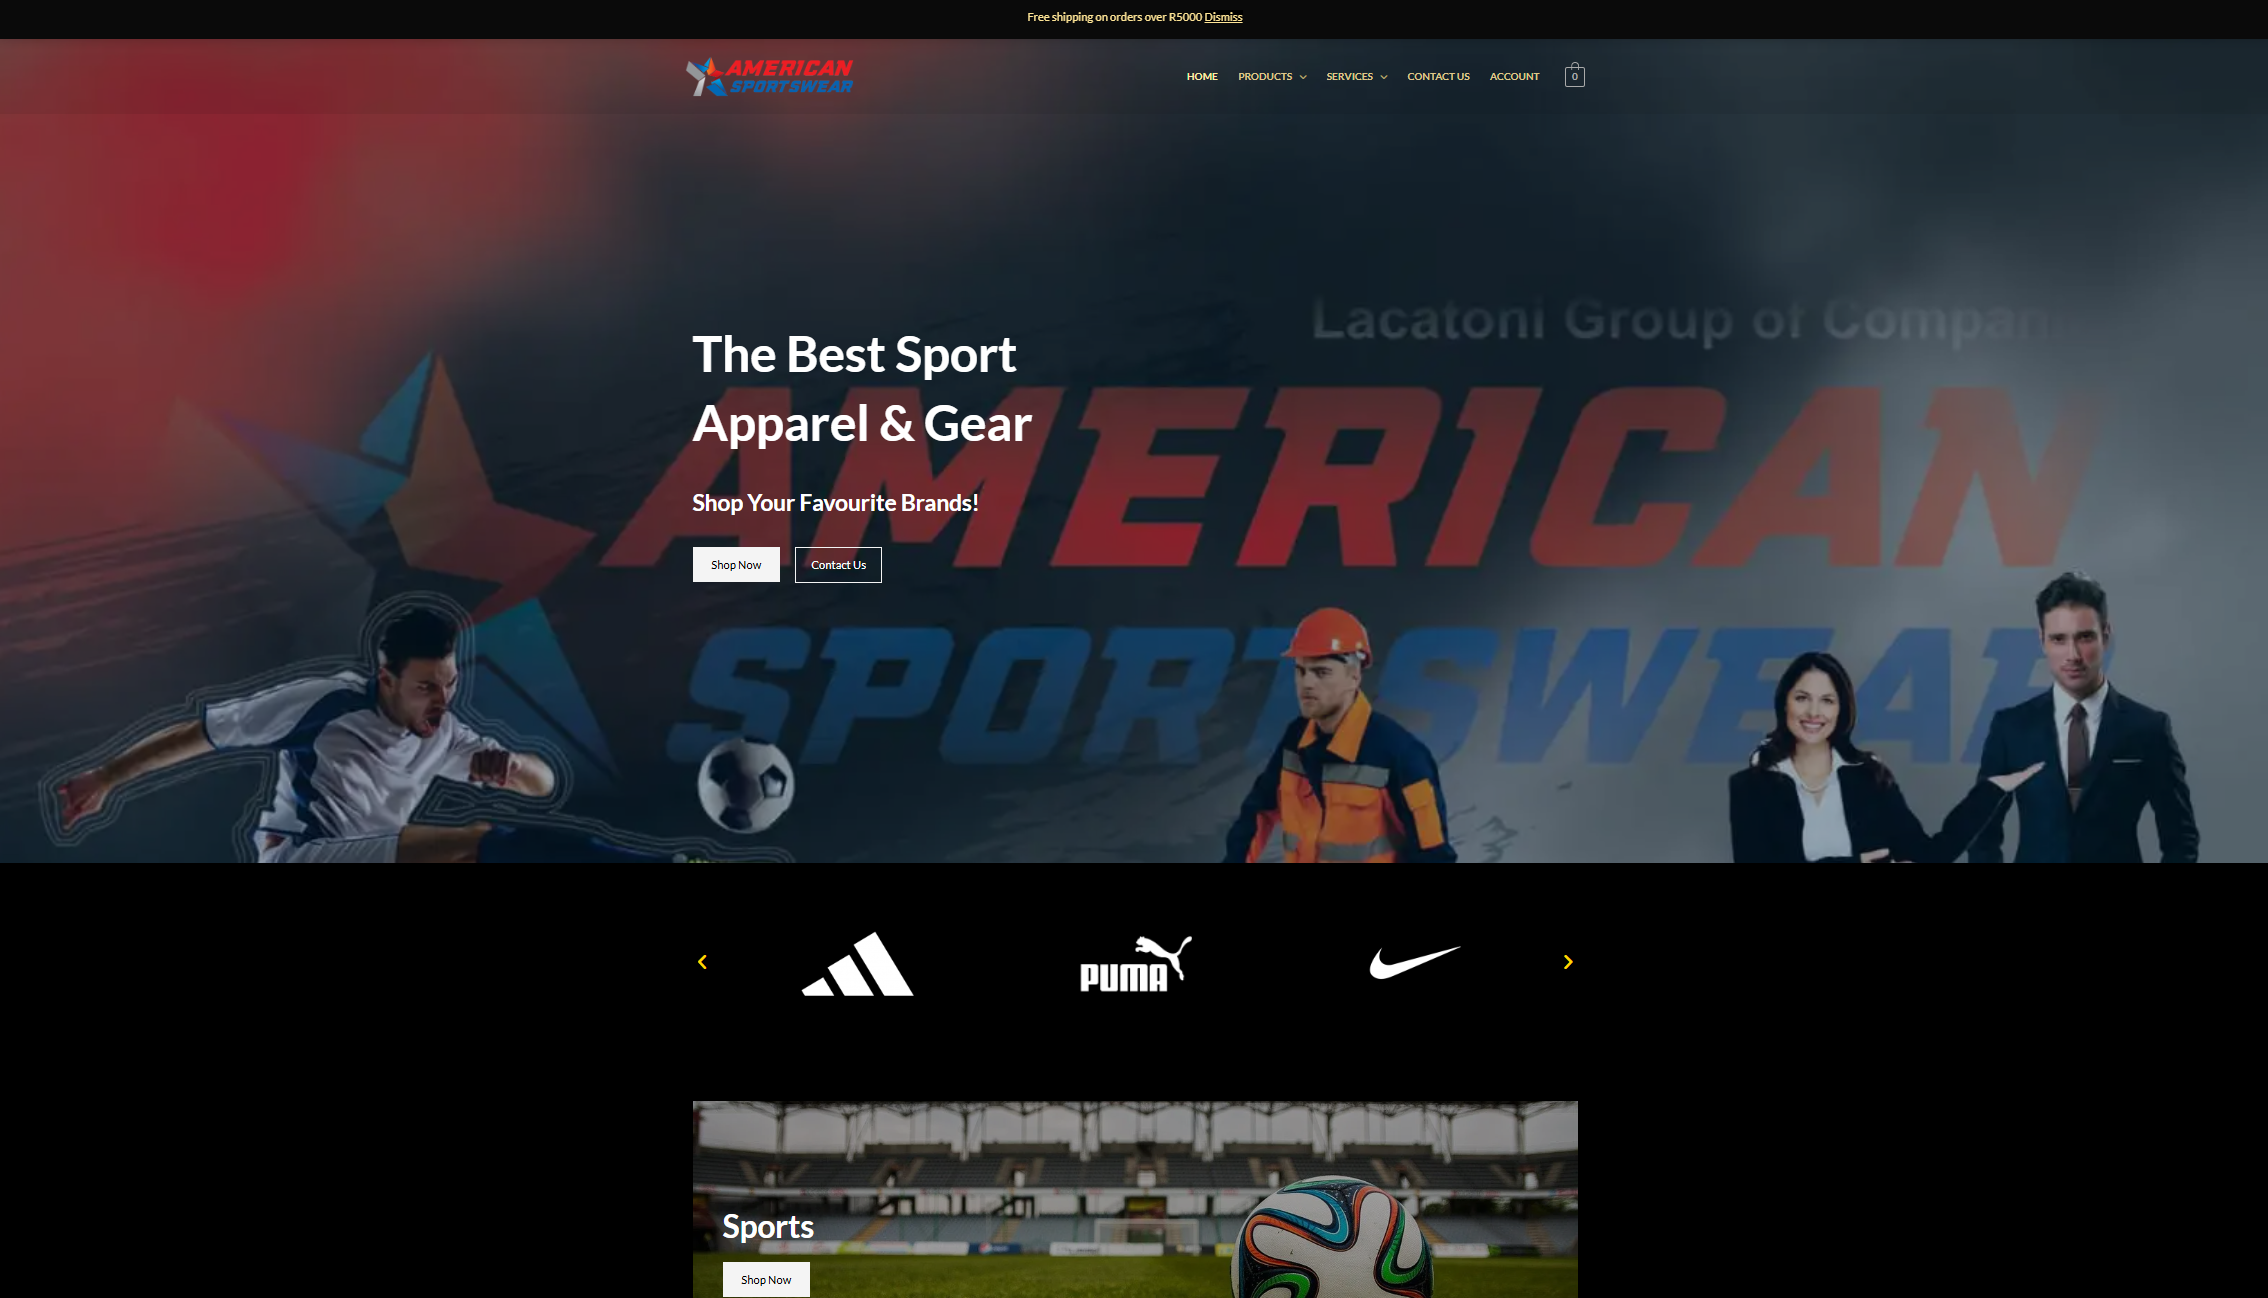 Free shipping on orders over R5000 Dismiss
AMERICAN
SPORTSWEAR
HOME PRODUCTS SERVICES CONTACT US ACCOUNT 0
Lacatoni Group of Compan
The Best Sport
Apparel & Gear
AMERICAN
Shop Your Favourite Brands!
Shop Now Contact Us
SPORTSWEAR
PUMA
Sports
Shop Now